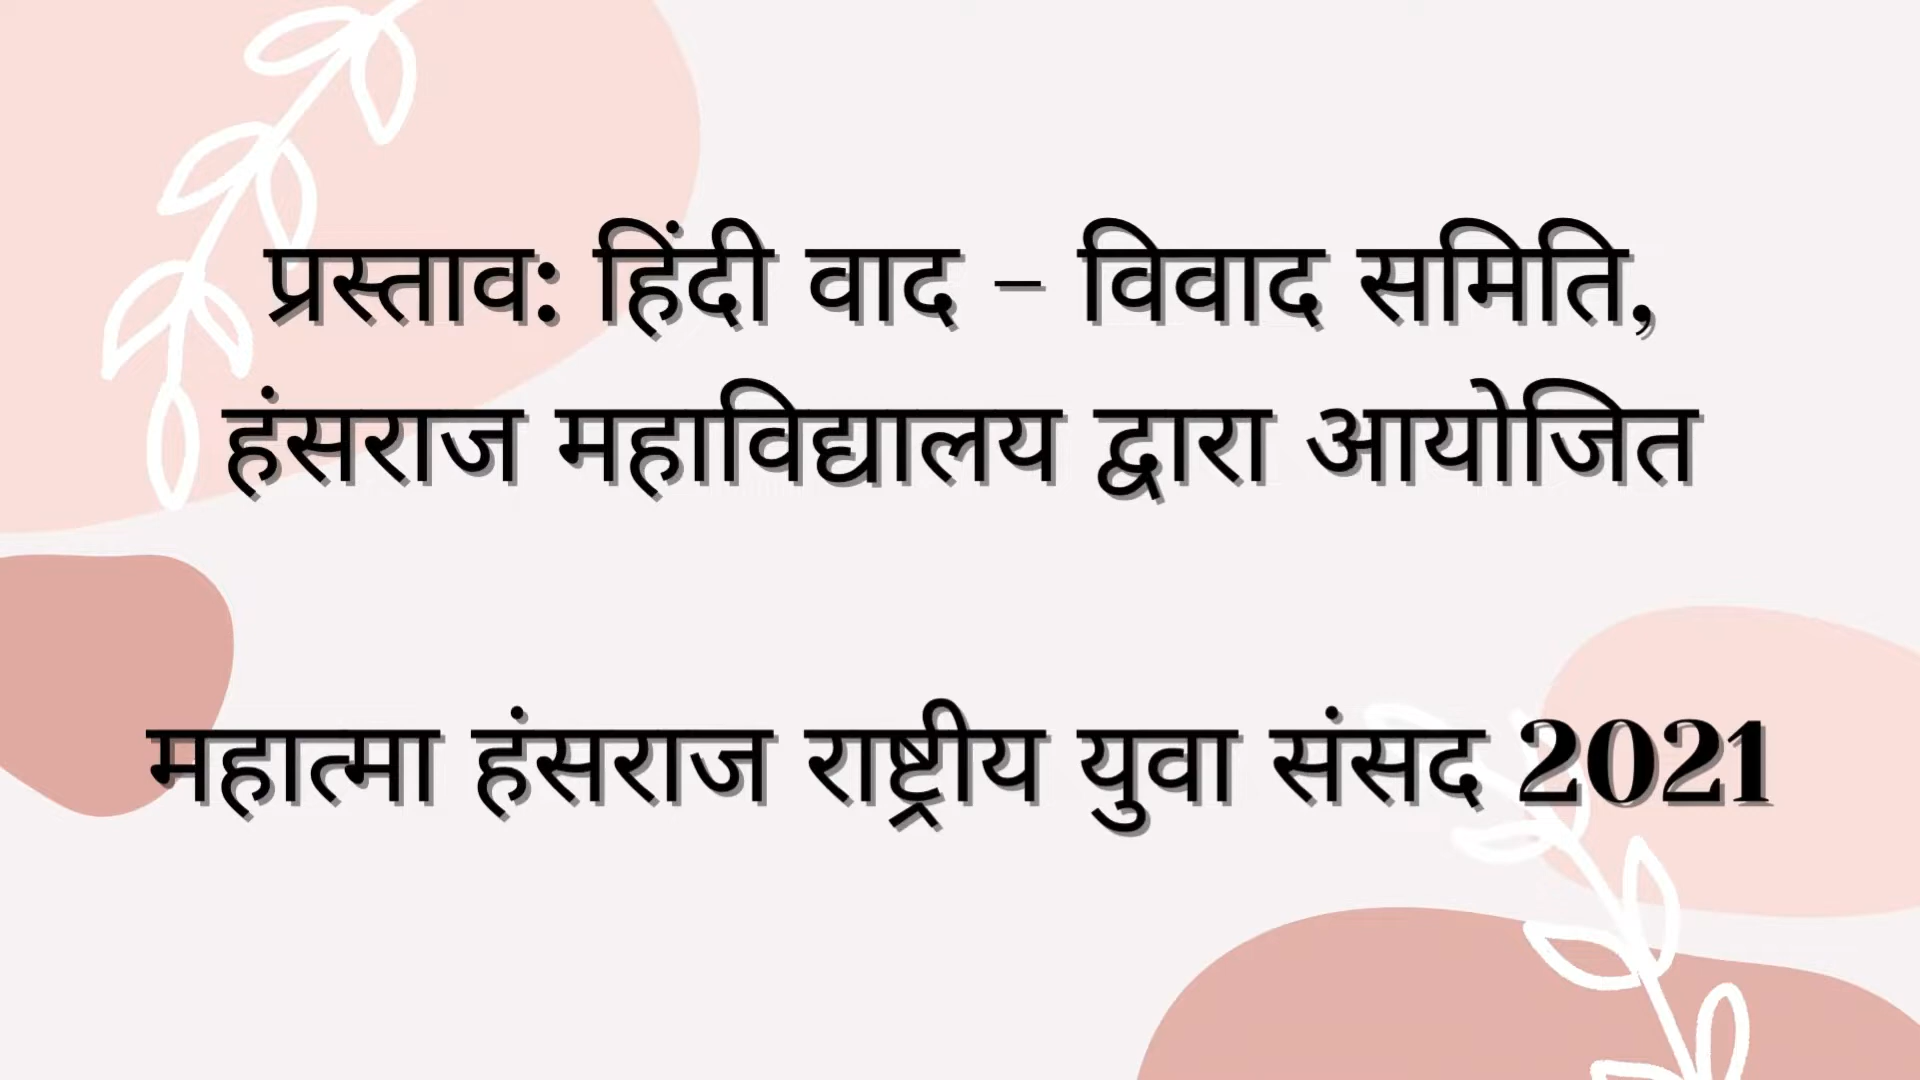 प्रस्ताव: हिंदी वाद – विवाद समिति,
हंसराज महाविद्यालय द्वारा आयोजित
महात्मा हंसराज राष्ट्रीय युवा संसद 2021